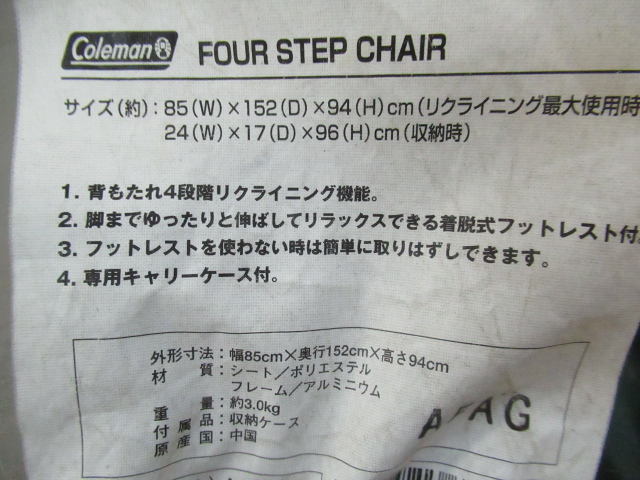 Coleman FOUR STEP CHAIR
サイズ(約):85(W)×152(D)×94(H)cm(リクライニング最大使用時
24(W)×17(D)×96(H)cm(収納時)
1. 背もたれ4段階リクライニング機能。
2. 脚までゆったりと伸ばしてリラックスできる着脱式フットレスト付。
3. フットレストを使わない時は簡単に取りはずしできます。
4. 専用キャリーケース付。
外形寸法:幅85cm×奥行152cm×高さ94cm
材 質:シート/ポリエステル
フレーム/アルミニウム
重 量:約3.0kg
付属品:収納ケース
原産国:中国